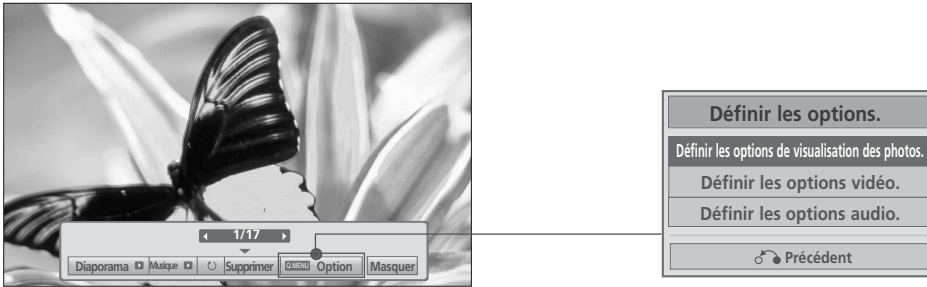 1/17
Diaporama Musique Supprimer Q.MENU Option Masquer
Définir les options.
Définir les options de visualisation des photos.
Définir les options vidéo.
Définir les options audio.
Précédent